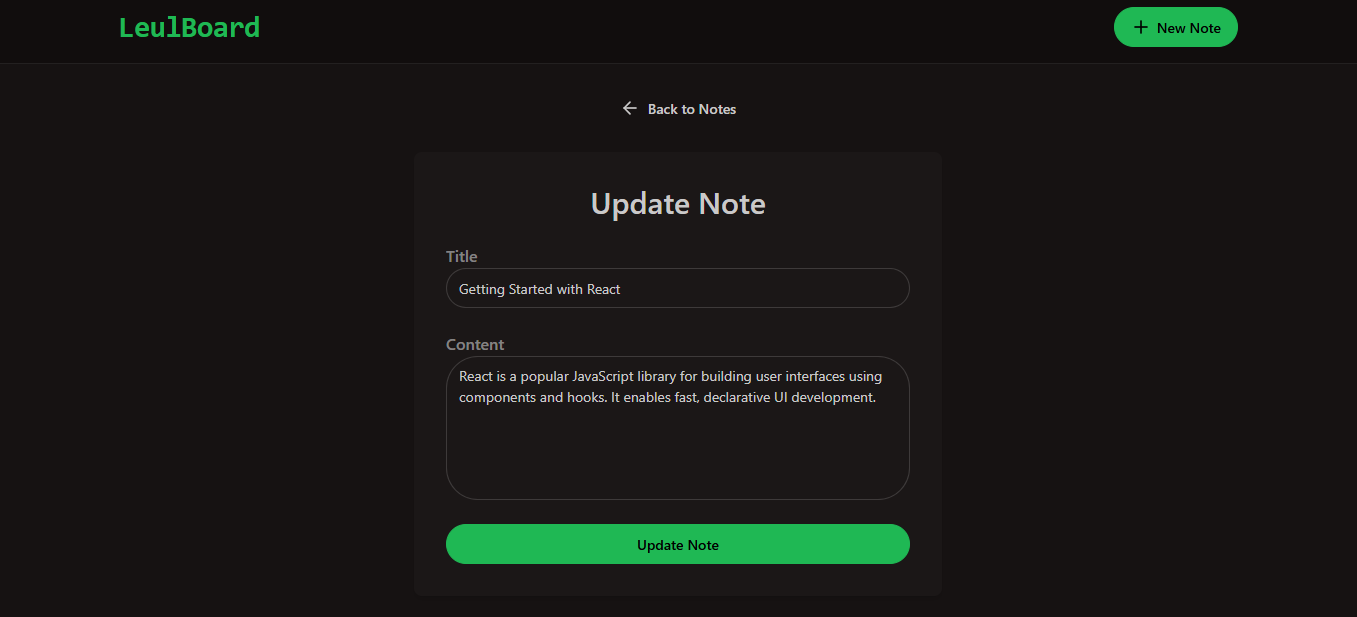 LeulBoard
New Note
Back to Notes
Update Note
Title
Getting Started with React
Content
React is a popular JavaScript library for building user interfaces using
components and hooks. It enables fast, declarative UI development.
Update Note